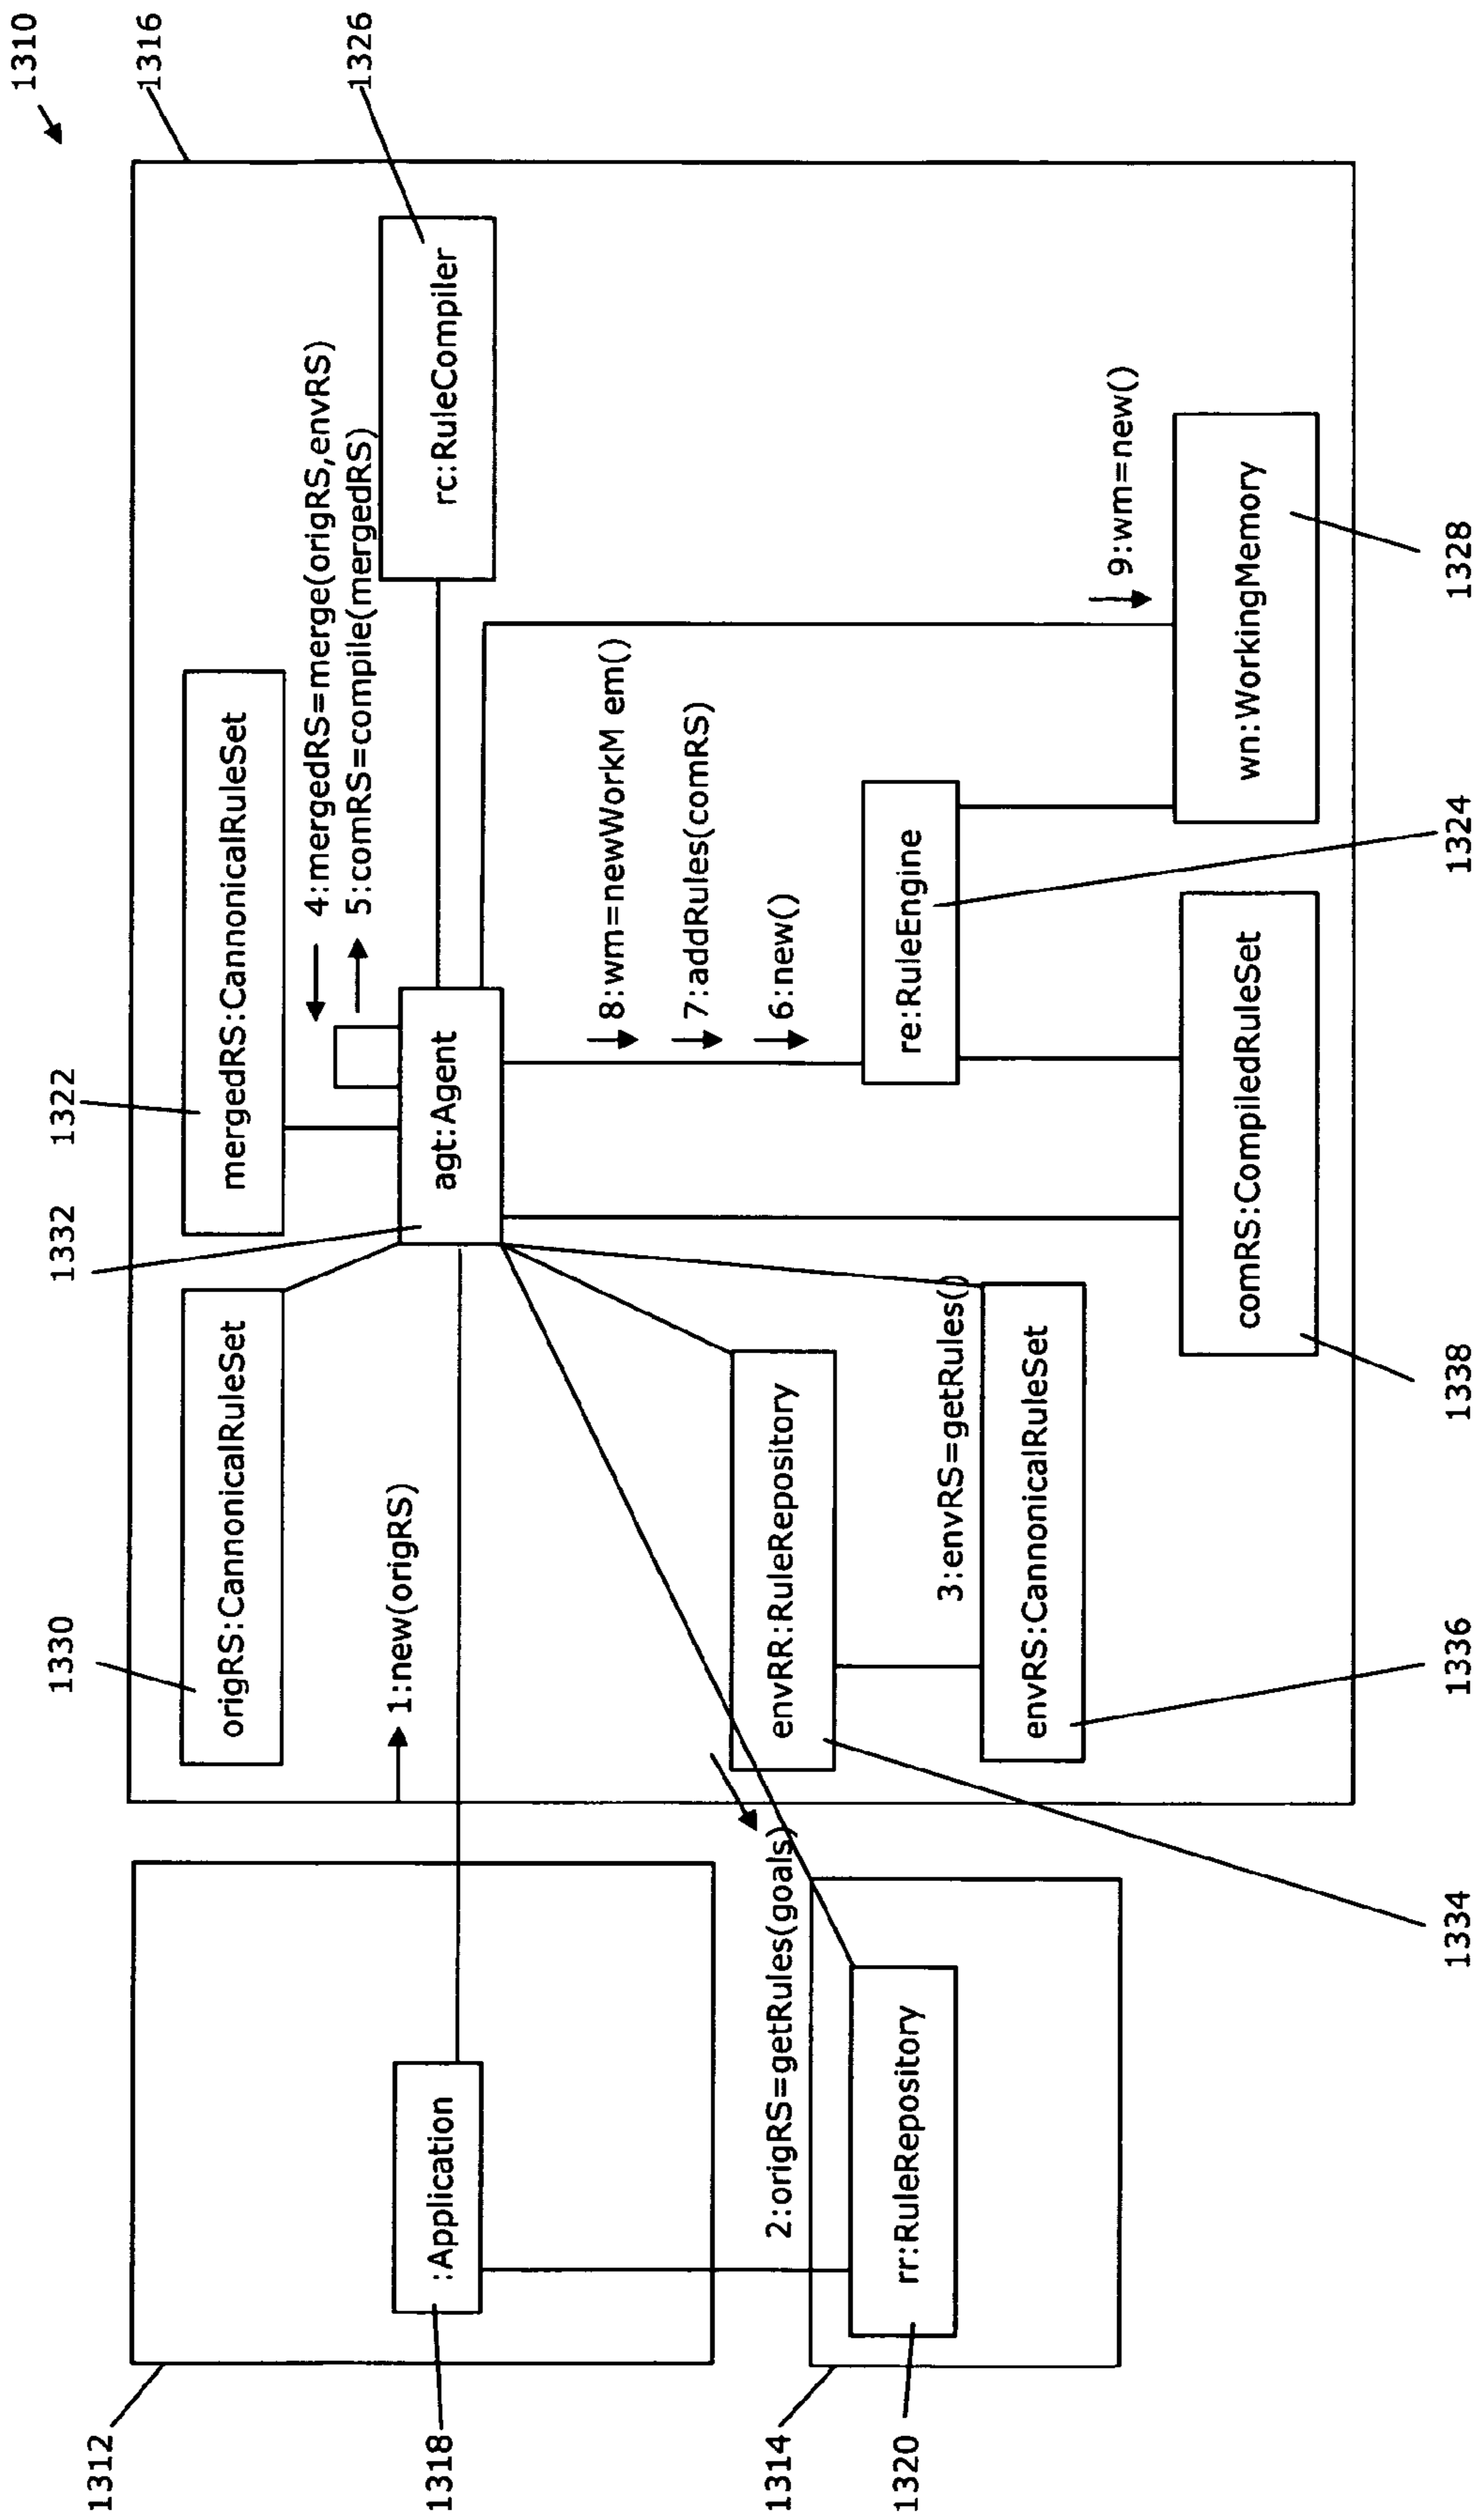 1310
1316
1326
1322
1332
1330
mergedRS:CannonicalRuleSet
origRS:CannonicalRuleSet
4:mergedRS=merge(origRS,envRS)
5:comRS=compile(mergedRS)
rc:RuleCompiler
1:new(origRS)
agt:Agent
:Application
1312
1318
8:wm=newWorkM em()
7:addRules(comRS)
6:new()
2:origRS=getRules(goals)
envRR:RuleRepository
re:RuleEngine
rr:RuleRepository
1314
1320
3:envRS=getRules()
envRS:CannonicalRuleSet
9:wm=new()
comRS:CompiledRuleSet
wn:WorkingMemory
1334
1336
1338
1324
1328